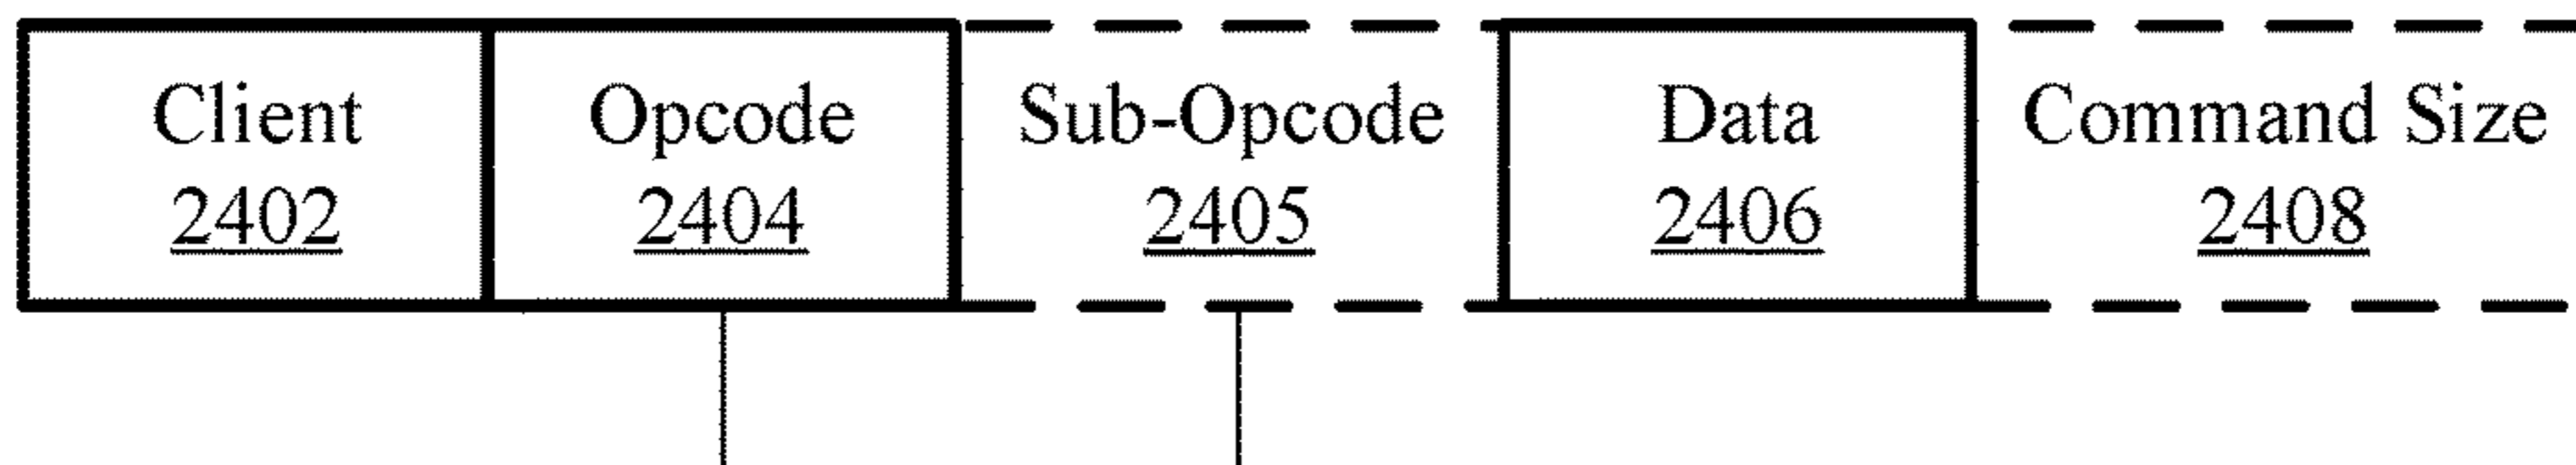 Client Opcode Sub-Opcode Data Command Size
2402 2404 2405 2406 2408